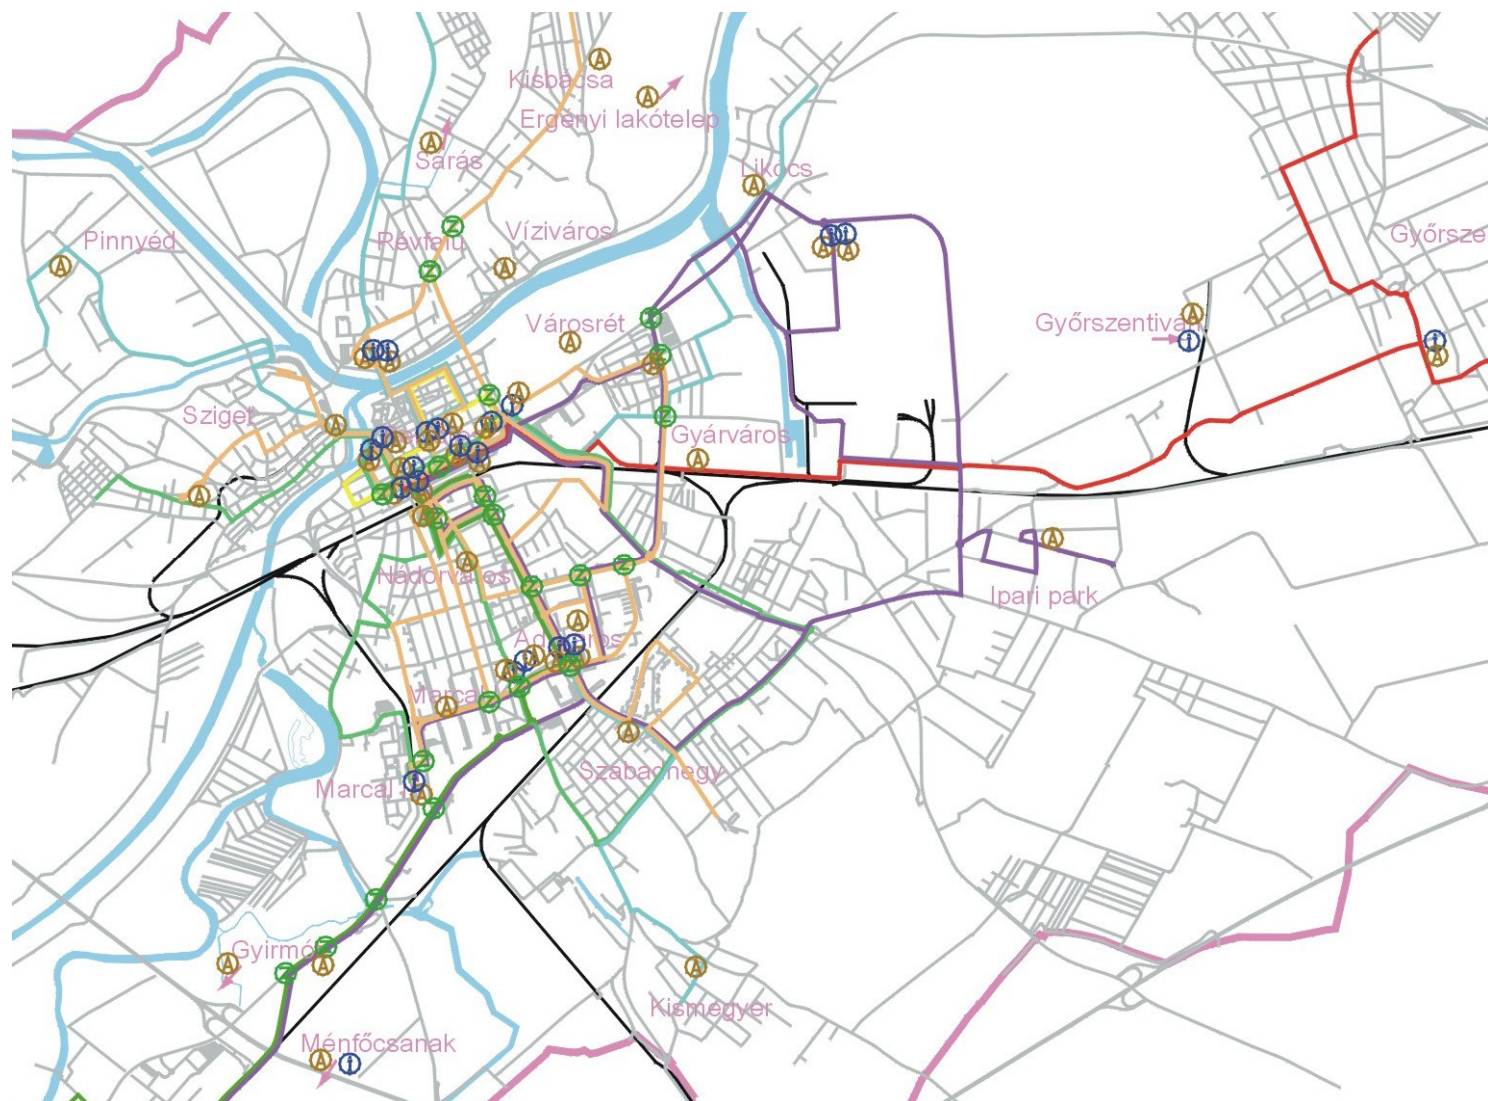 Kisbácsa
Ergényi lakótelep
Sárás
Likócs
Pinnyéd
Révfalu
Víziváros
Győrsze
Városrét
Győrszentiván
Sziget
Gyárváros
Nádorváros
Ipari park
Adyváros
Marcal
Szabadhegy
Marcal
Gyirmót
Kismegyer
Ménfőcsanak